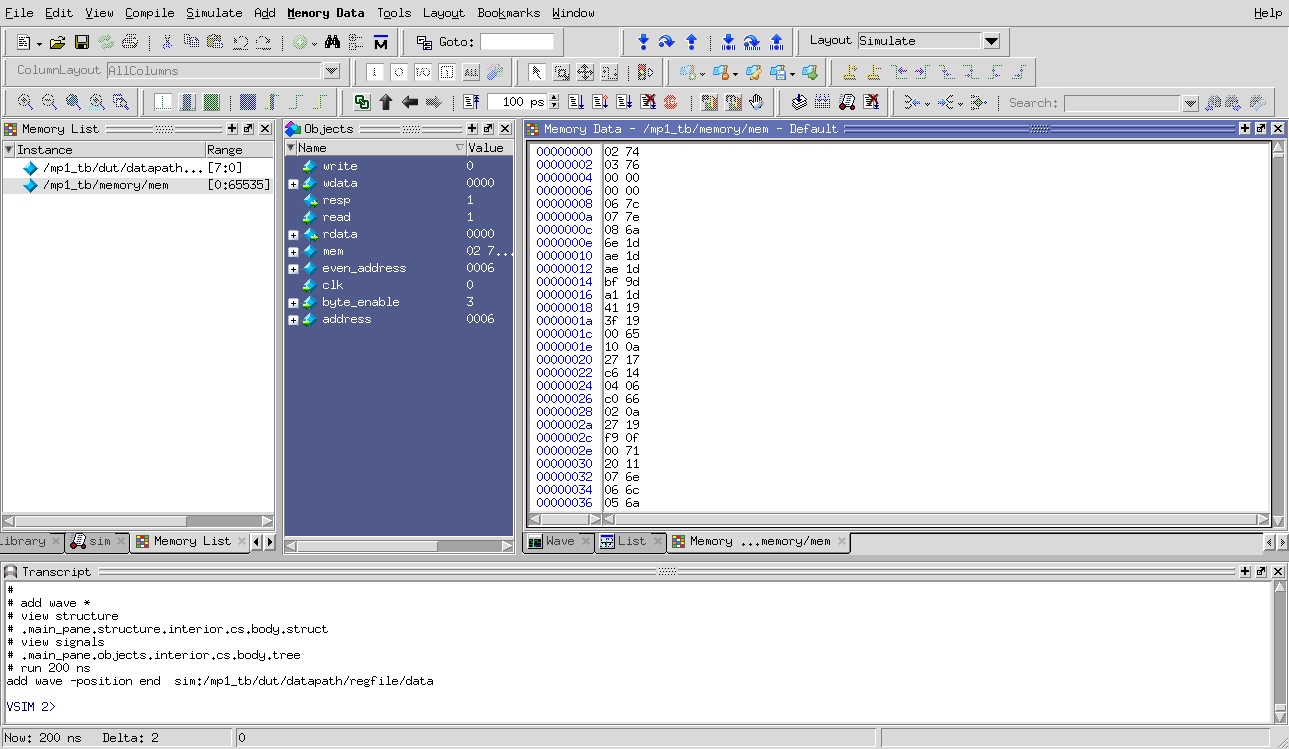 File Edit View Compile Simulate Add Memory Data Tools Layout Bookmarks Window Help
Goto: Layout Simulate
ColumnLayout AllColumns
100 ps Search:
Memory List
Instance Range
/mp1_tb/dut/datapath... [7:0]
/mp1_tb/memory/mem [0:65535]
Library sim Memory List
Objects
Name Value
write 0
wdata 0000
resp 1
read 1
rdata 0000
mem 02 7...
even_address 0006
clk 0
byte_enable 3
address 0006
Memory Data - /mp1_tb/memory/mem - Default
00000000 02 74
00000002 03 76
00000004 00 00
00000006 00 00
00000008 06 7c
0000000a 07 7e
0000000c 08 6a
0000000e 6e 1d
00000010 ae 1d
00000012 ae 1d
00000014 bf 9d
00000016 a1 1d
00000018 41 19
0000001a 3f 19
0000001c 00 65
0000001e 10 0a
00000020 27 17
00000022 c6 14
00000024 04 06
00000026 c0 66
00000028 02 0a
0000002a 27 19
0000002c f9 0f
0000002e 00 71
00000030 20 11
00000032 07 6e
00000034 06 6c
00000036 05 6a
Wave List Memory ...memory/mem
Transcript
#
# add wave *
# view structure
# .main_pane.structure.interior.cs.body.struct
# view signals
# .main_pane.objects.interior.cs.body.tree
# run 200 ns
add wave -position end  sim:/mp1_tb/dut/datapath/regfile/data
VSIM 2>
Now: 200 ns Delta: 2 0